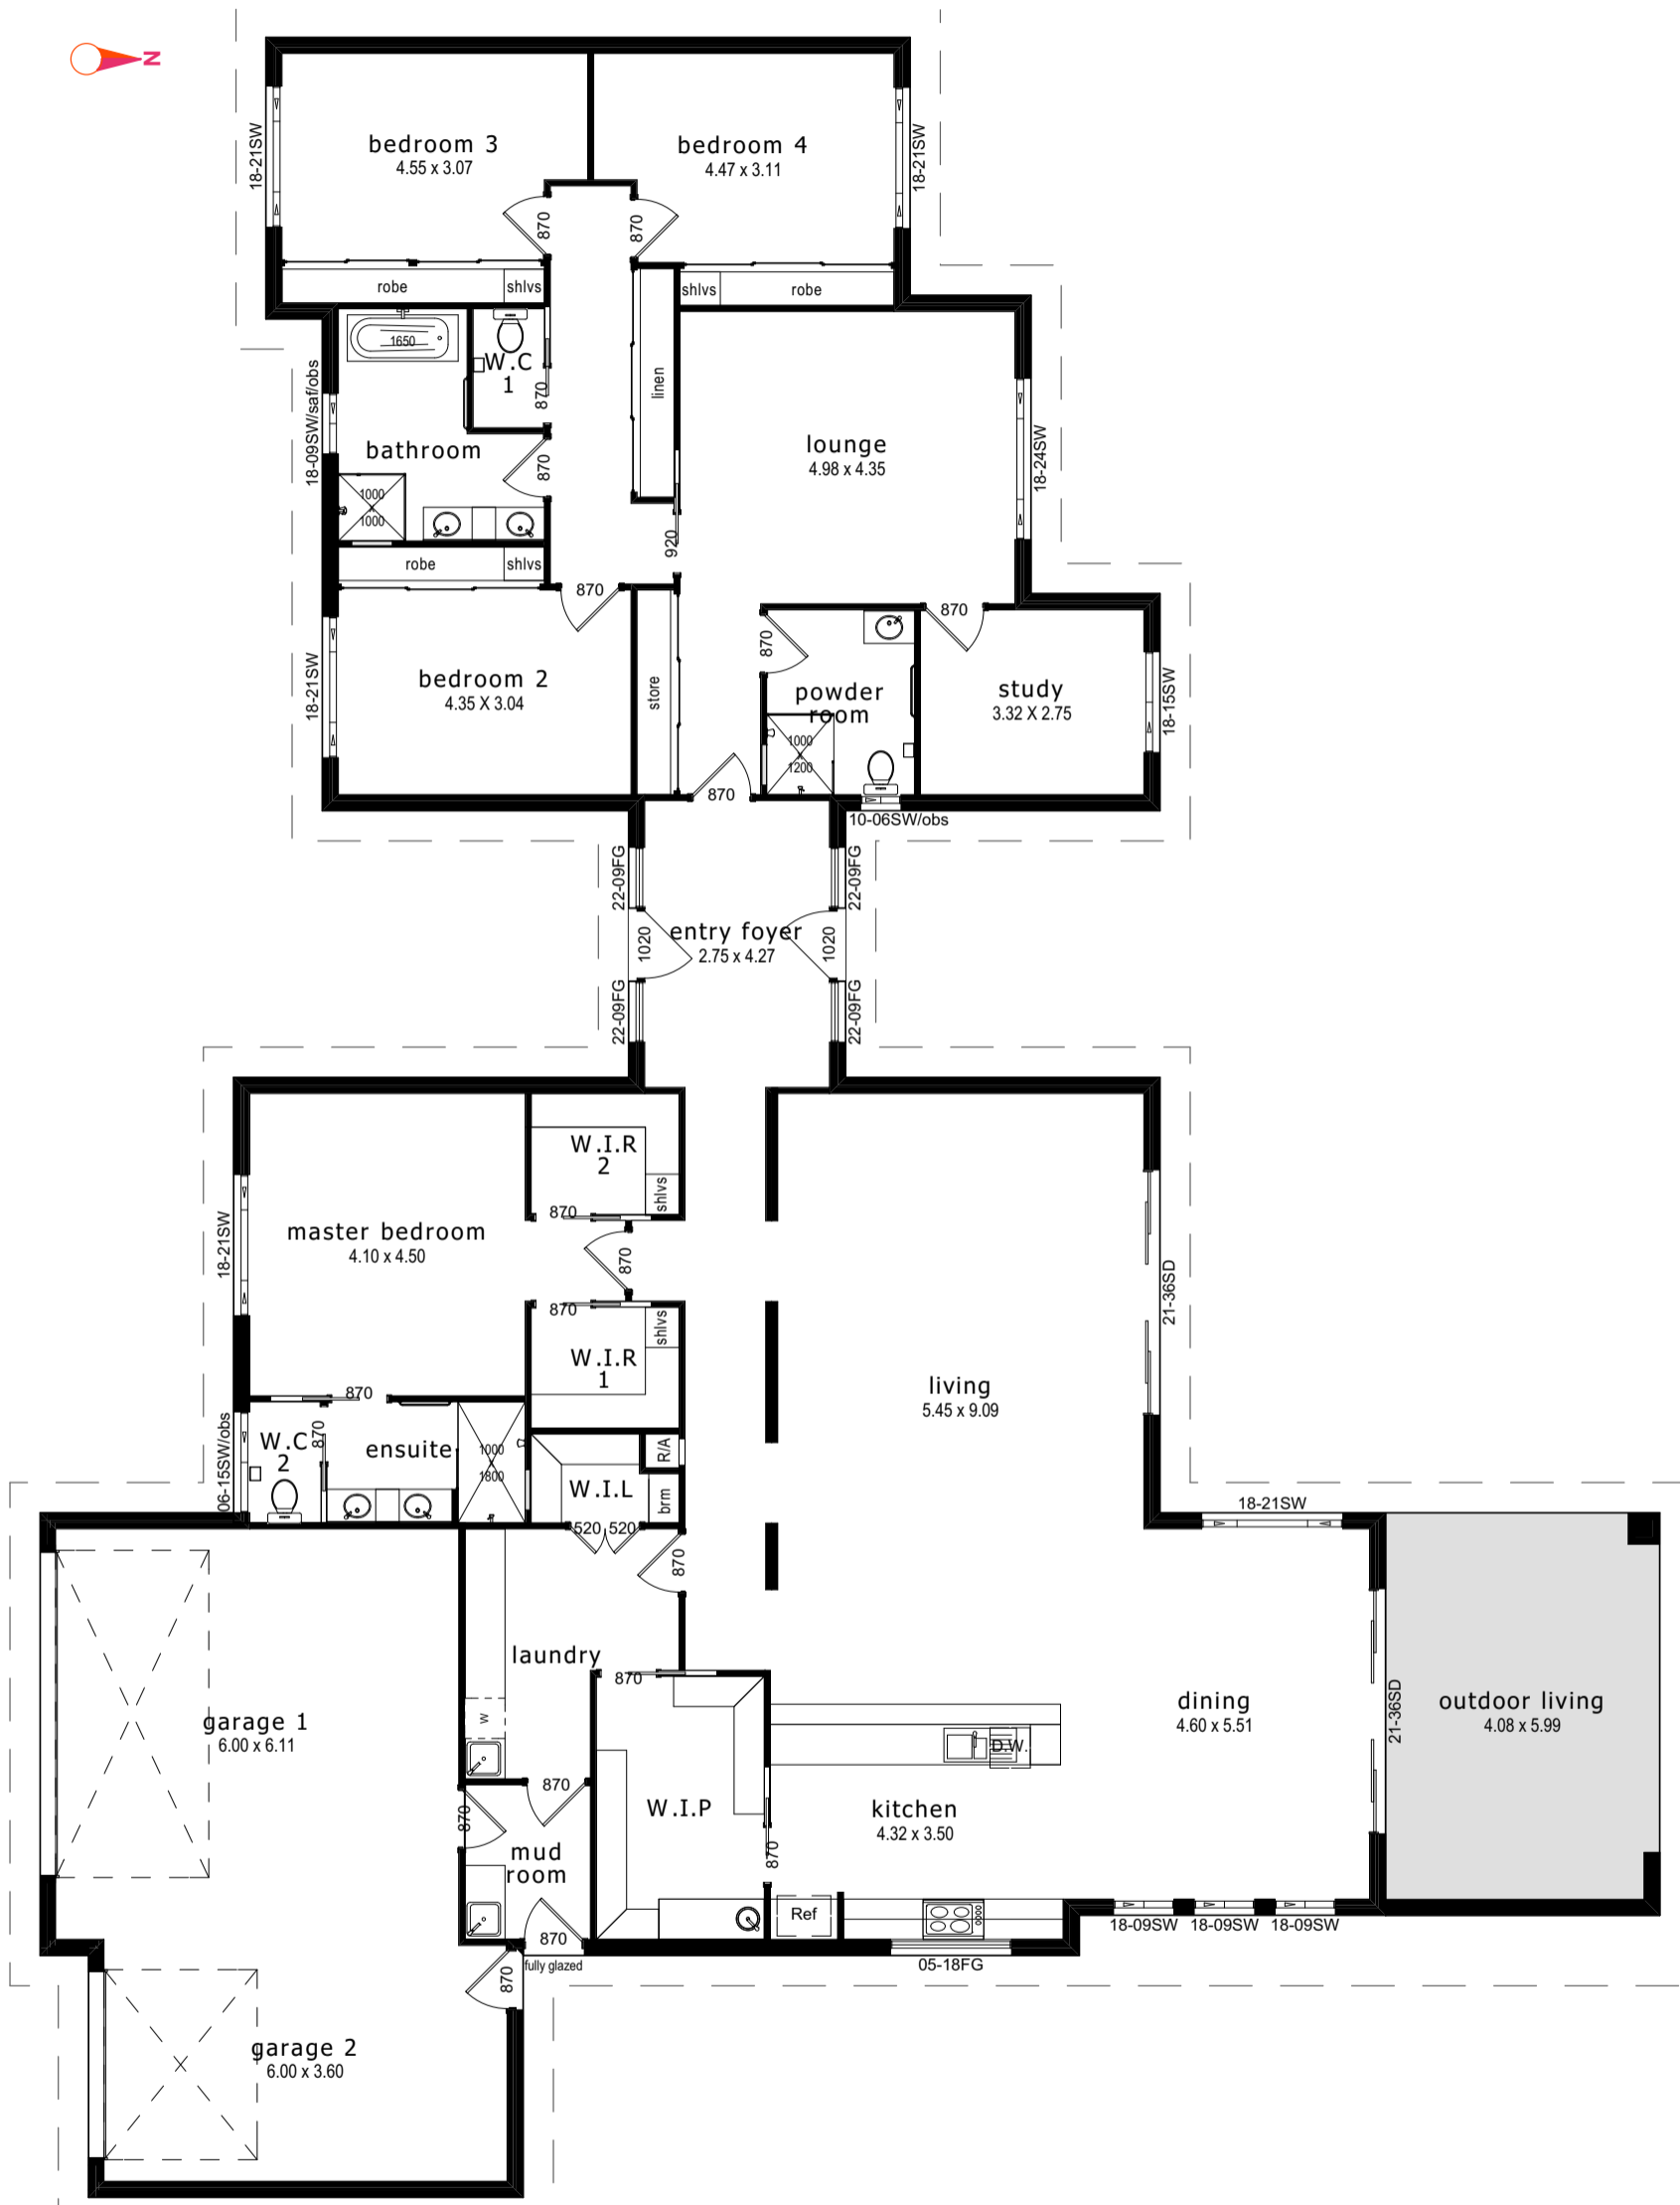 N
bedroom 3
4.55 x 3.07
bedroom 4
4.47 x 3.11
18-21SW
18-21SW
870
870
robe
shlvs
shlvs
robe
1650
W.C
1
870
linen
18-09SW/saf/obs
bathroom
870
lounge
4.98 x 4.35
18-24SW
1000
x
1000
920
robe
shlvs
870
870
870
bedroom 2
4.35 X 3.04
18-21SW
store
powder
room
study
3.32 X 2.75
18-15SW
1000
x
1200
870
10-06SW/obs
22-09FG
22-09FG
entry foyer
2.75 x 4.27
1020
1020
22-09FG
22-09FG
W.I.R
2
shlvs
870
master bedroom
4.10 x 4.50
18-21SW
870
870
shlvs
W.I.R
1
21-36SD
living
5.45 x 9.09
870
06-15SW/obs
W.C
2
870
ensuite
1000
x
1800
R/A
W.I.L
brm
520
520
870
18-21SW
laundry
870
W
garage 1
6.00 x 6.11
dining
4.60 x 5.51
21-36SD
outdoor living
4.08 x 5.99
D.W.
870
870
W.I.P
kitchen
4.32 x 3.50
mud
room
870
Ref
870
fully glazed
870
05-18FG
18-09SW
18-09SW
18-09SW
garage 2
6.00 x 3.60